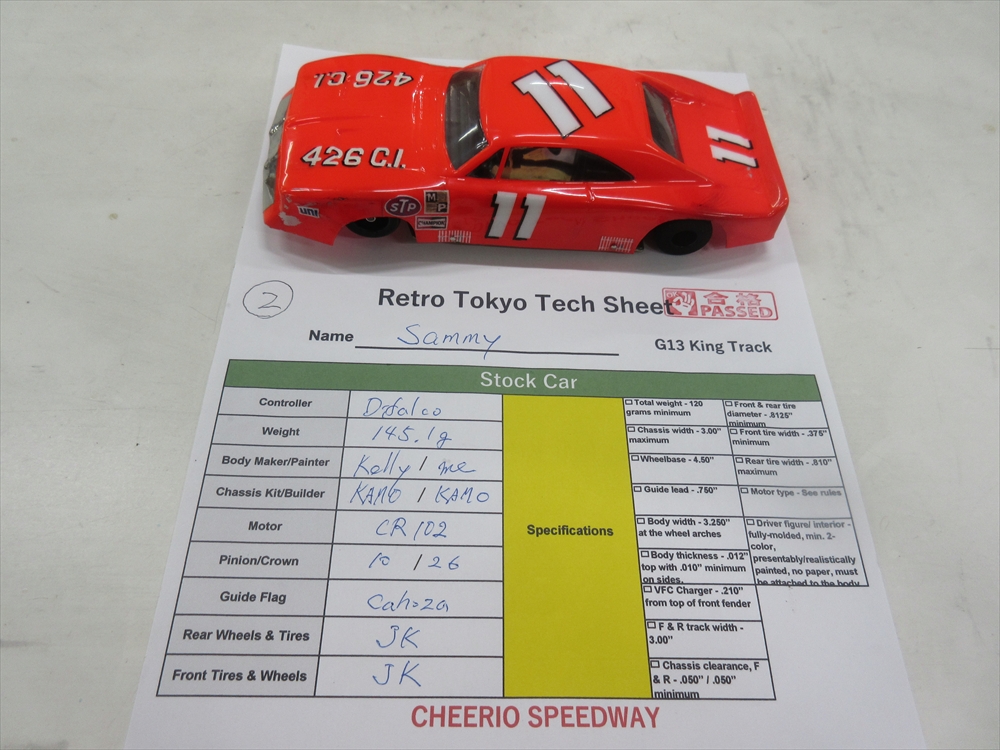 426 C.I.
426 C.I.
11
11
11
UNI
STP
M
P
CHAMPION
2
Retro Tokyo Tech Sheet
合格
PASSED
Name Sammy
G13 King Track
Stock Car
Controller Difalco
Weight 145.1g
Body Maker/Painter Kelly / me
Chassis Kit/Builder KAMO / KAMO
Motor CR 102
Pinion/Crown 10 / 26
Guide Flag Cahoza
Rear Wheels & Tires JK
Front Tires & Wheels JK
Specifications
Total weight - 120
grams minimum
Chassis width - 3.00"
maximum
Wheelbase - 4.50"
Guide lead - .750"
Body width - 3.250"
at the wheel arches
Body thickness - .012"
top with .010" minimum
on sides.
VFC Charger - .210"
from top of front fender
F & R track width -
3.00"
Chassis clearance, F
& R - .050" / .050"
minimum
Front & rear tire
diameter - .8125"
minimum
Front tire width - .375"
minimum
Rear tire width - .810"
maximum
Motor type - See rules
Driver figure/ interior -
fully-molded, min. 2-
color,
presentably/realistically
painted, no paper, must
be attached to the body
CHEERIO SPEEDWAY